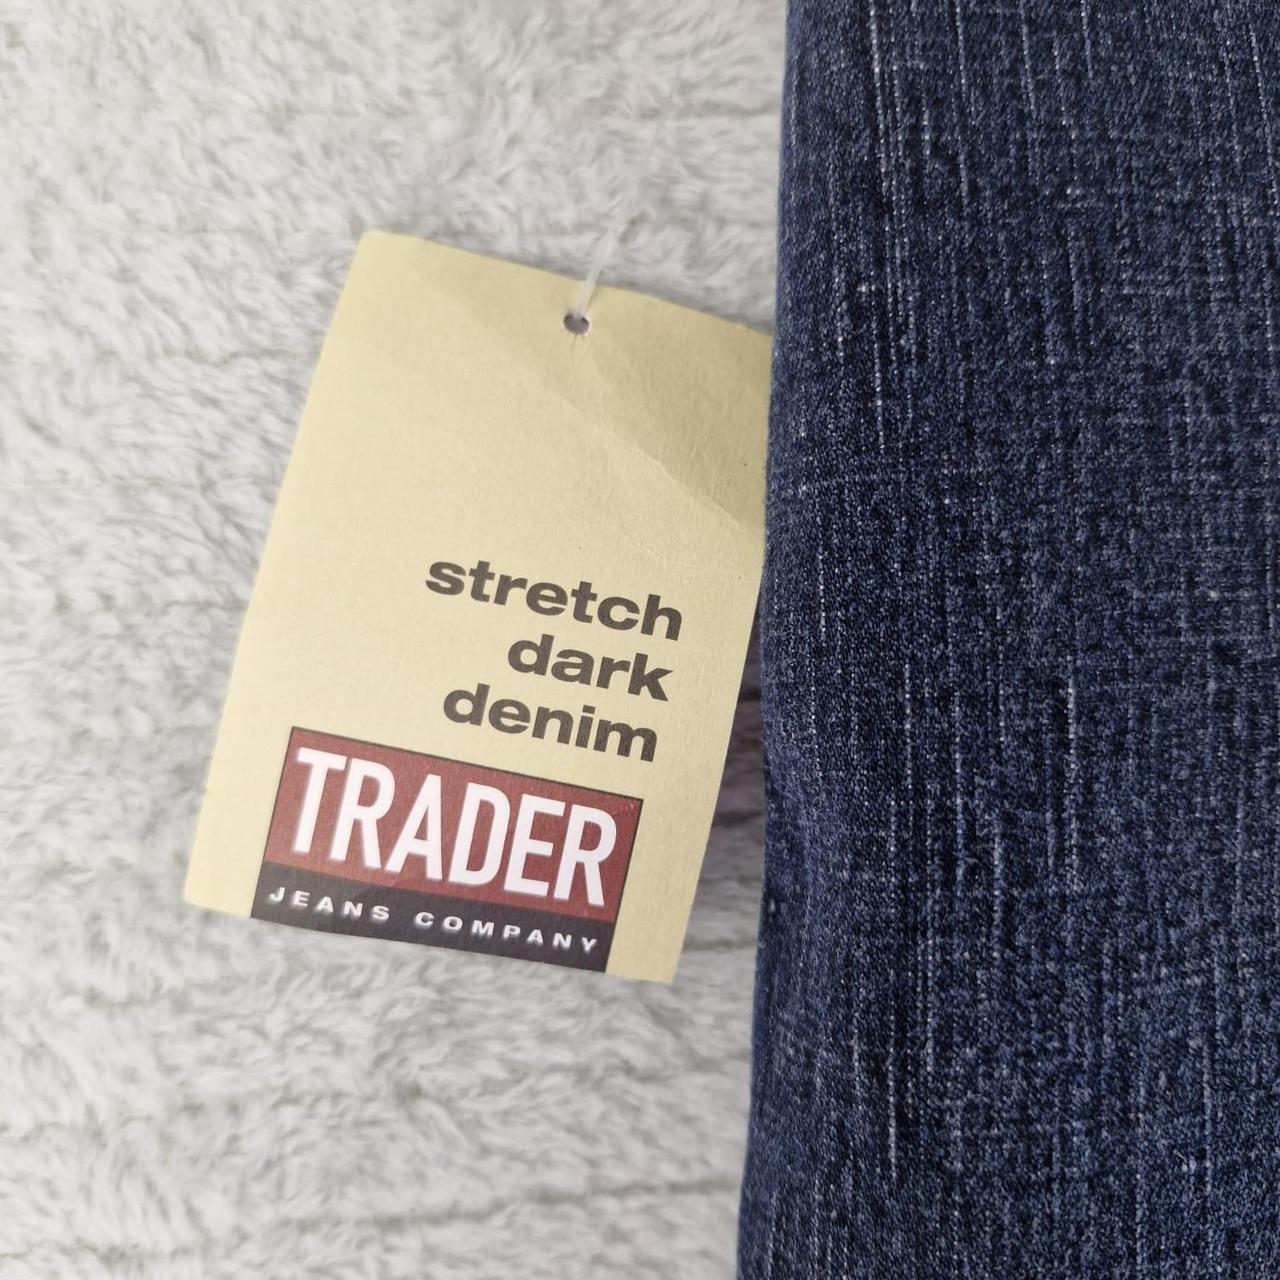 stretch
dark
denim
TRADER
JEANS COMPANY